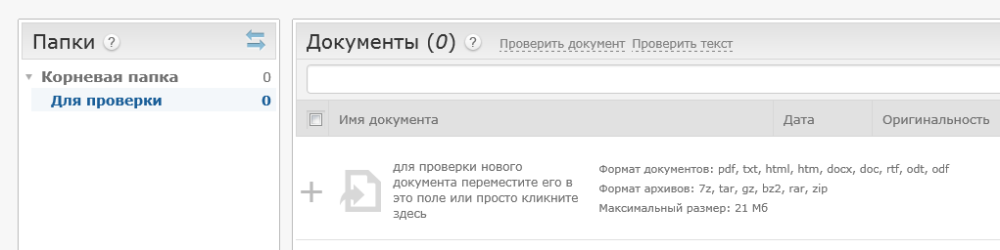 Папки ?
Корневая папка 0
Для проверки 0
Документы (0) ? Проверить документ Проверить текст
Имя документа Дата Оригинальность
для проверки нового
документа переместите его в
это поле или просто кликните
здесь
Формат документов: pdf, txt, html, htm, docx, doc, rtf, odt, odf
Формат архивов: 7z, tar, gz, bz2, rar, zip
Максимальный размер: 21 Мб